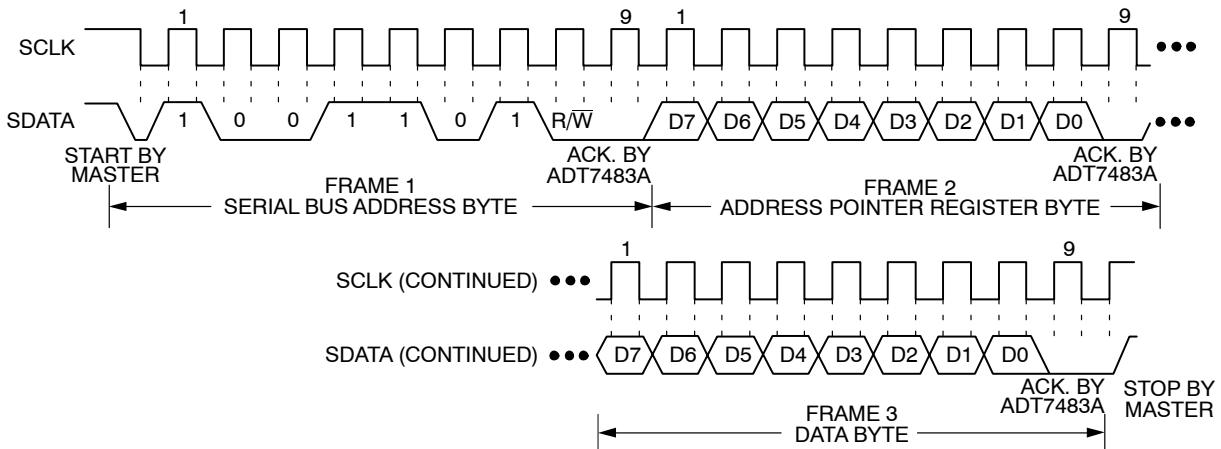 1 9 1 9
SCLK
SDATA 1 0 0 1 1 0 1 R/W̅ D7 D6 D5 D4 D3 D2 D1 D0
START BY MASTER
ACK. BY ADT7483A
ACK. BY ADT7483A
FRAME 1
SERIAL BUS ADDRESS BYTE
FRAME 2
ADDRESS POINTER REGISTER BYTE
1 9
SCLK (CONTINUED)
SDATA (CONTINUED) D7 D6 D5 D4 D3 D2 D1 D0
ACK. BY ADT7483A
STOP BY MASTER
FRAME 3
DATA BYTE